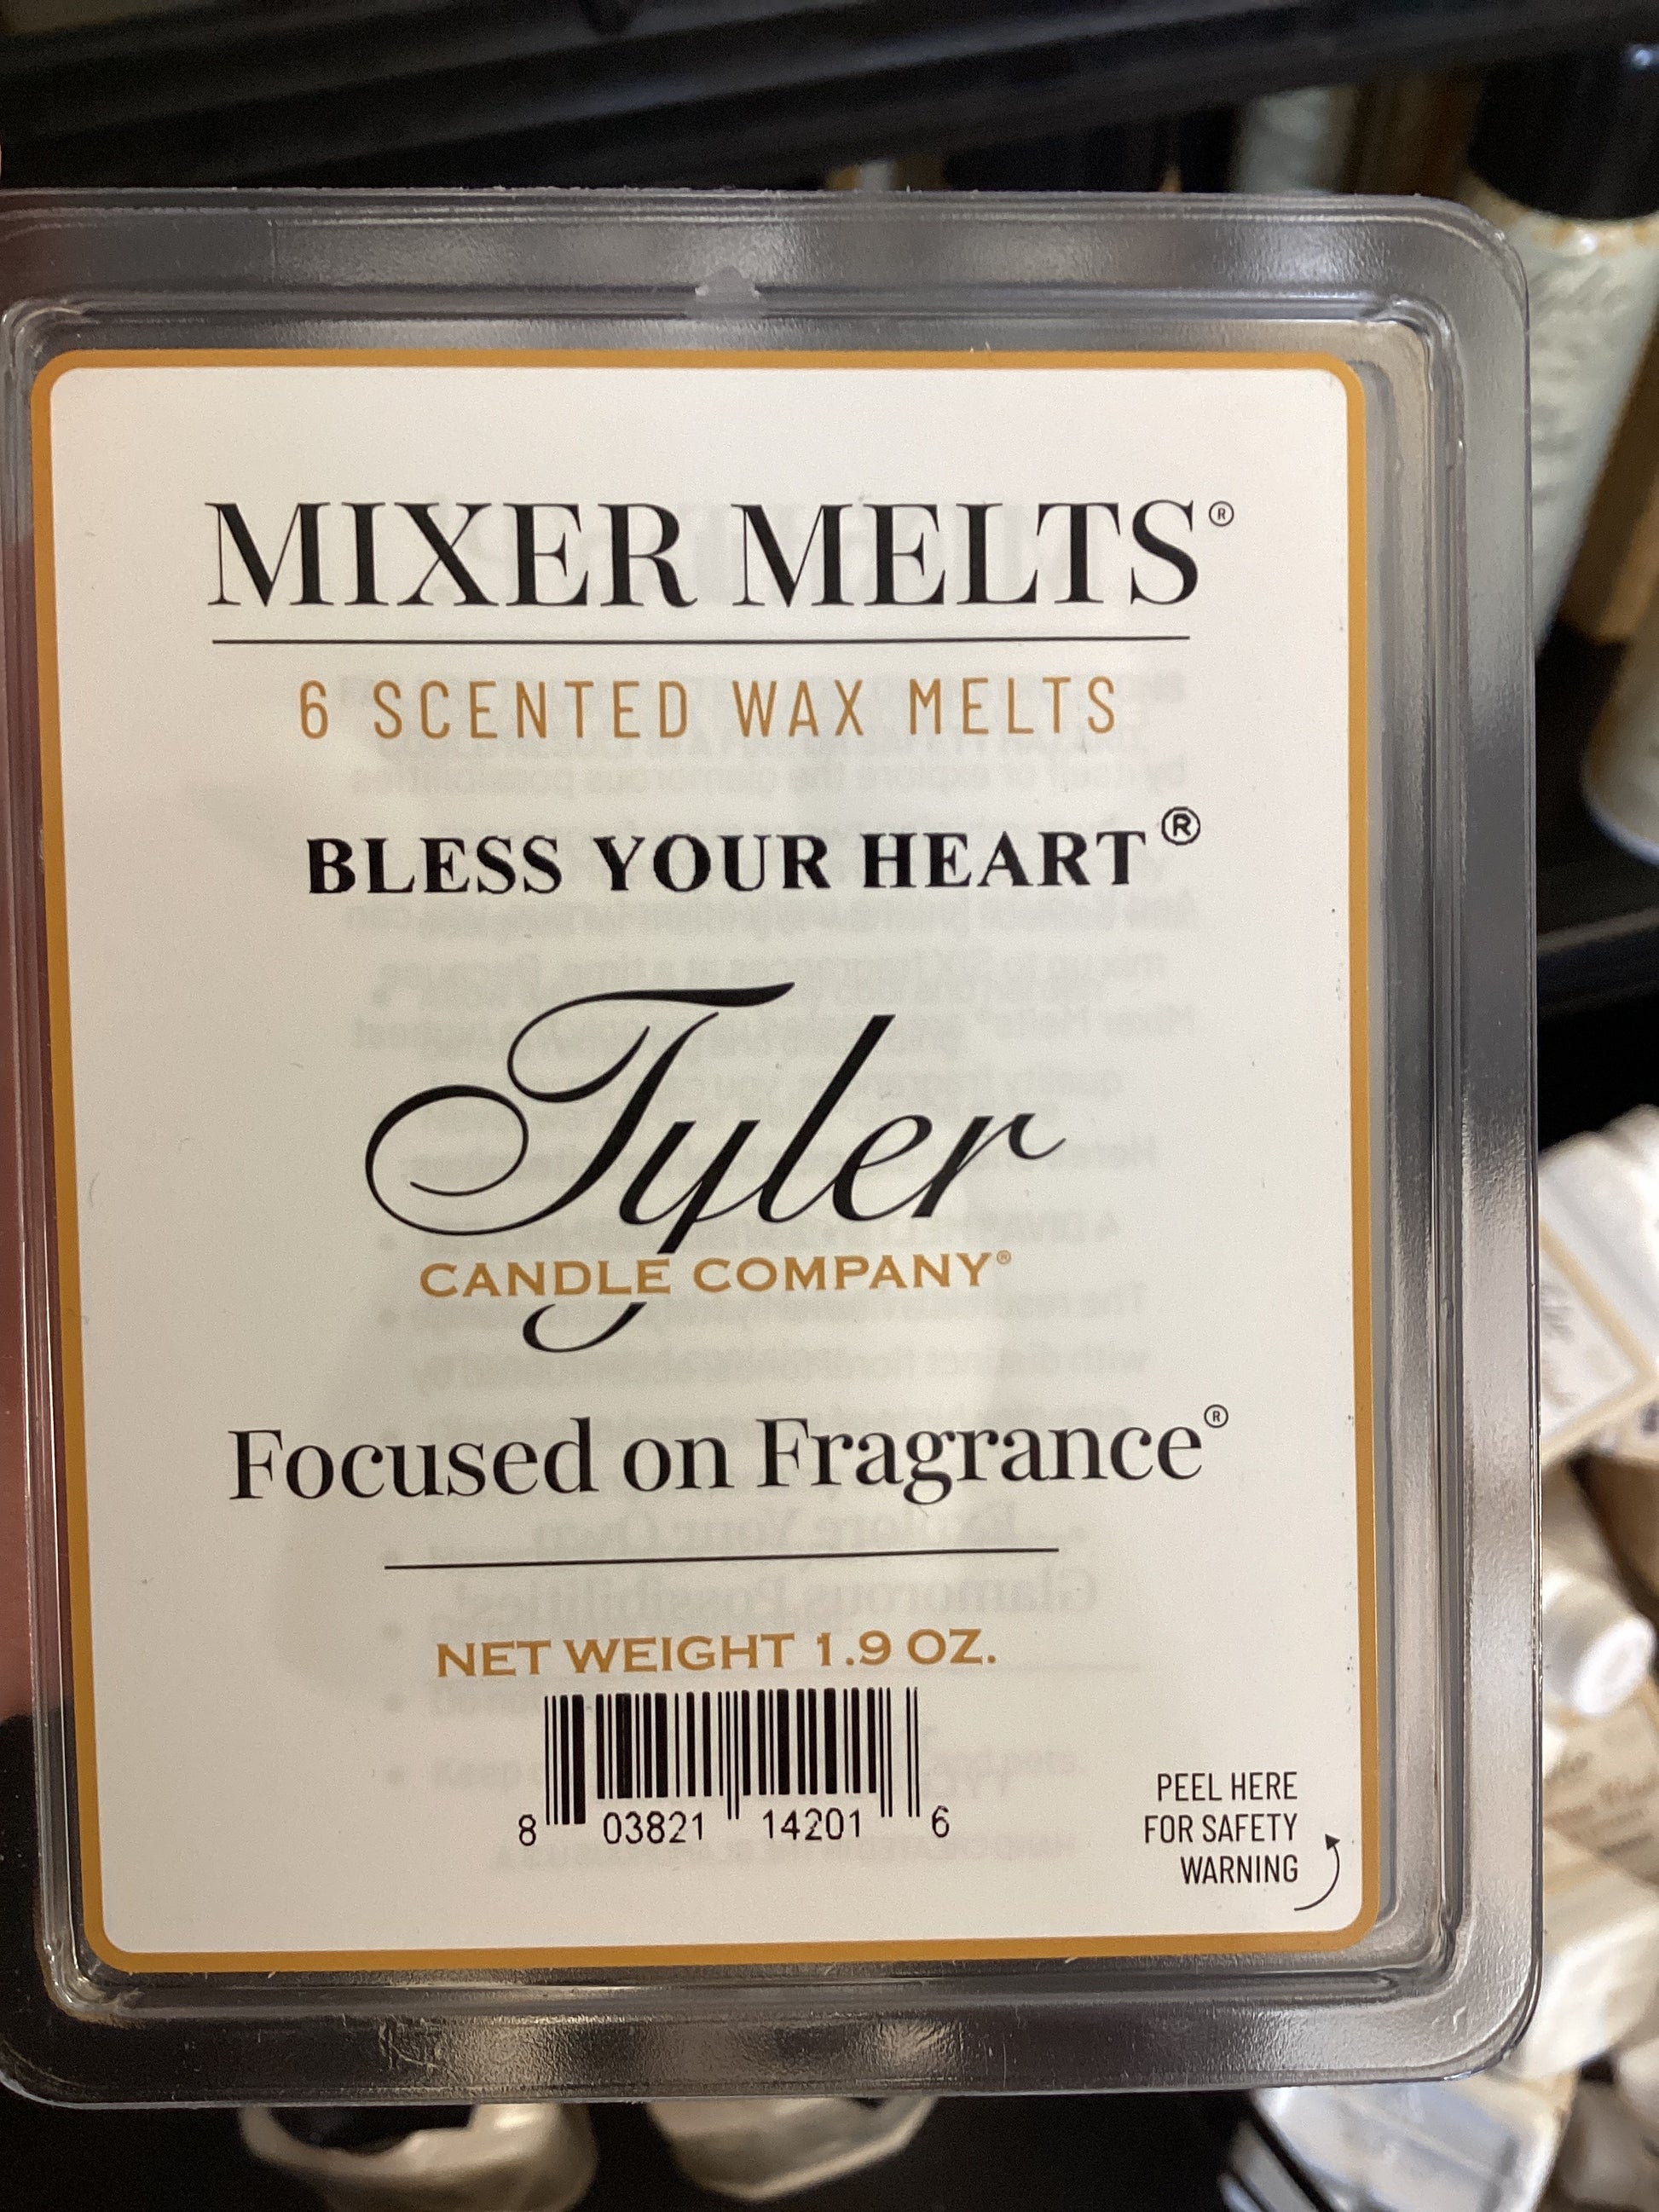 MIXER MELTS®
6 SCENTED WAX MELTS
BLESS YOUR HEART®
Tyler
CANDLE COMPANY®
Focused on Fragrance®
NET WEIGHT 1.9 OZ.
8 03821 14201 6
PEEL HERE
FOR SAFETY
WARNING